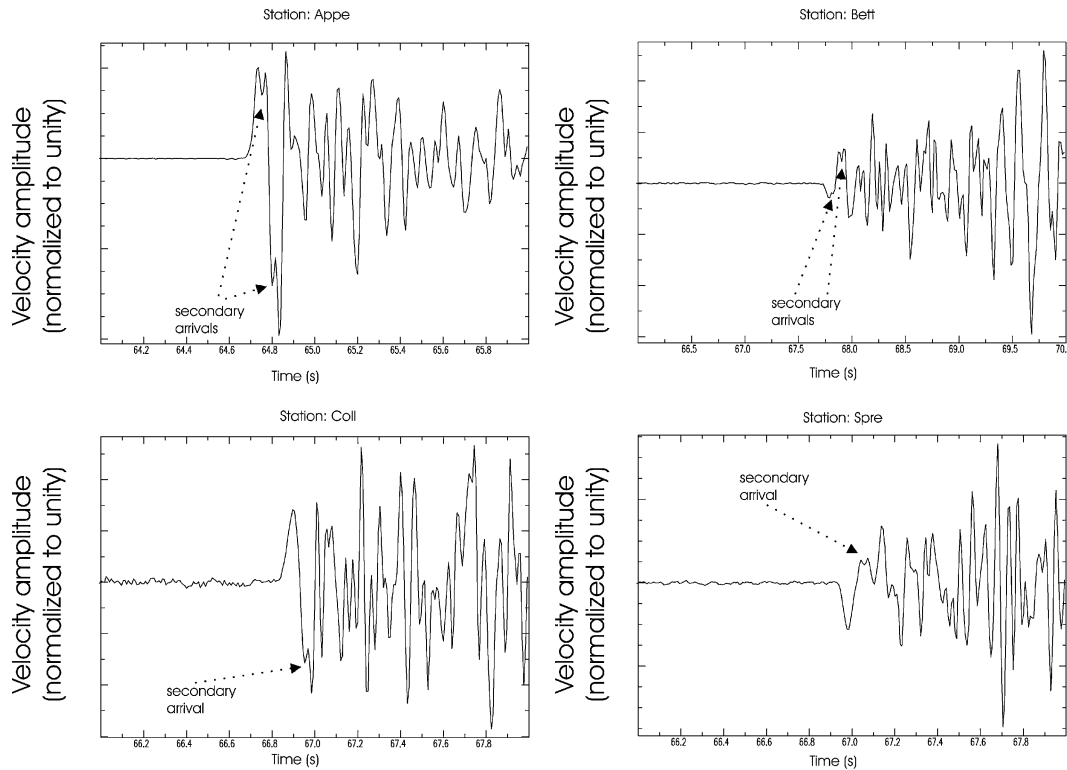 Station: Appe
Velocity amplitude
(normalized to unity)
secondary
arrivals
64.2 64.4 64.6 64.8 65.0 65.2 65.4 65.6 65.8
Time (s)
Station: Bett
Velocity amplitude
(normalized to unity)
secondary
arrivals
66.5 67.0 67.5 68.0 68.5 69.0 69.5 70.
Time (s)
Station: Coll
Velocity amplitude
(normalized to unity)
secondary
arrival
66.2 66.4 66.6 66.8 67.0 67.2 67.4 67.6 67.8
Time (s)
Station: Spre
Velocity amplitude
(normalized to unity)
secondary
arrival
66.2 66.4 66.6 66.8 67.0 67.2 67.4 67.6 67.8
Time (s)